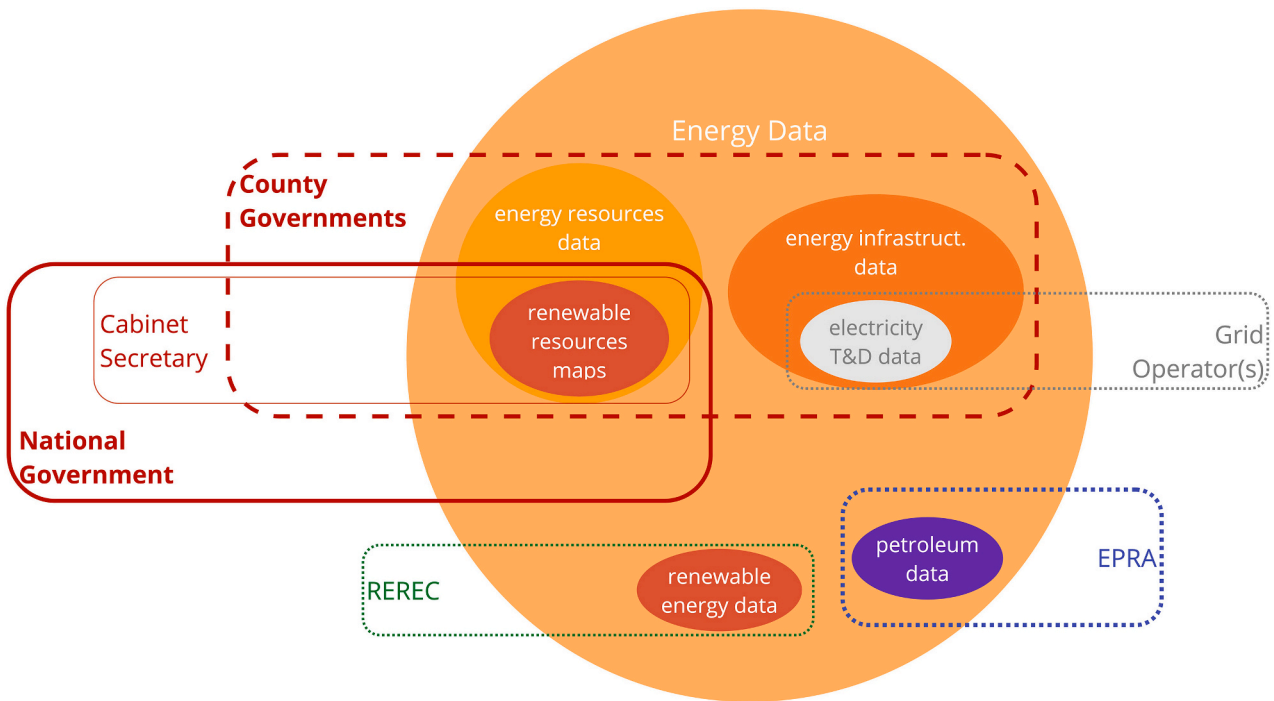 Energy Data
County
Governments
energy resources
data
energy infrastruct.
data
Cabinet
Secretary
renewable
resources
maps
electricity
T&D data
Grid
Operator(s)
National
Government
REREC
renewable
energy data
petroleum
data
EPRA